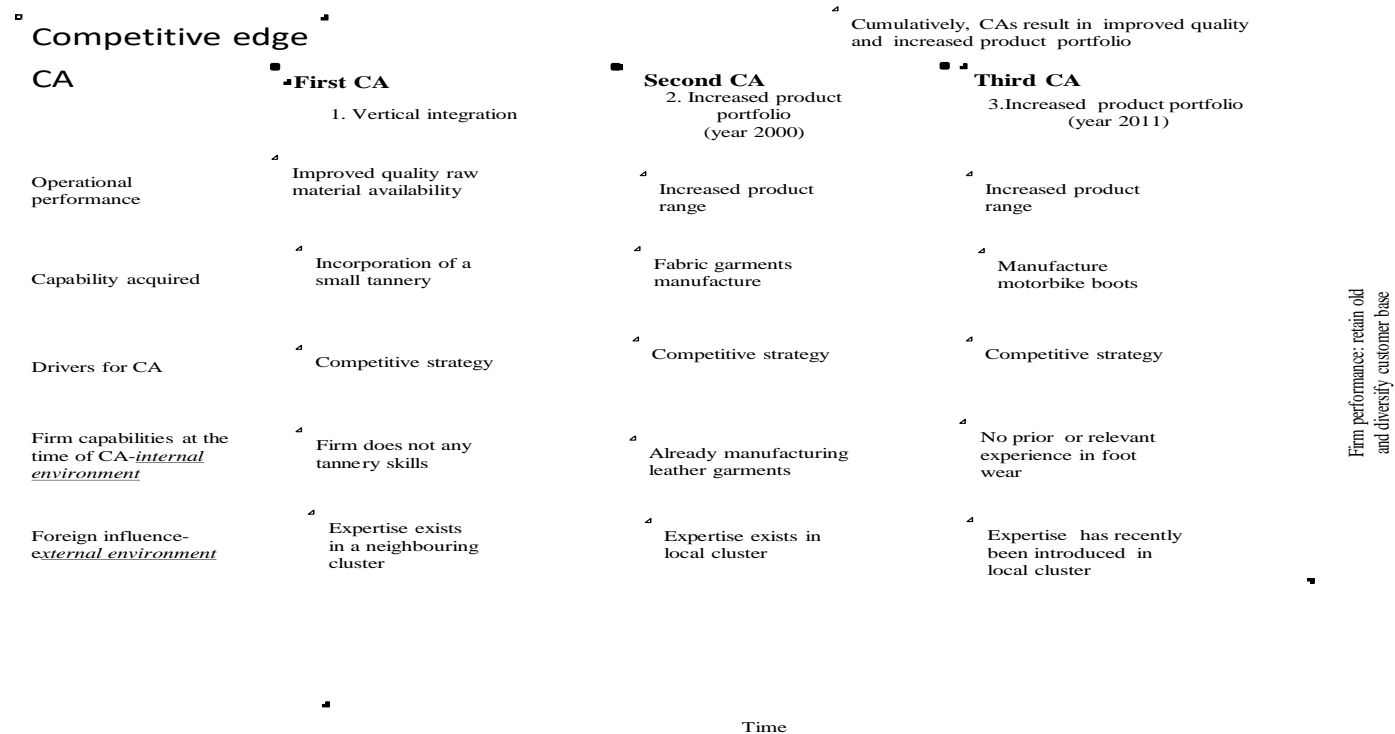 Competitive edge
Cumulatively, CAs result in improved quality
and increased product portfolio
CA
First CA
1. Vertical integration
Second CA
2. Increased product
portfolio
(year 2000)
Third CA
3.Increased product portfolio
(year 2011)
Operational
performance
Improved quality raw
material availability
Increased product
range
Increased product
range
Capability acquired
Incorporation of a
small tannery
Fabric garments
manufacture
Manufacture
motorbike boots
Drivers for CA
Competitive strategy
Competitive strategy
Competitive strategy
Firm capabilities at the
time of CA-internal
environment
Firm does not any
tannery skills
Already manufacturing
leather garments
No prior or relevant
experience in foot
wear
Foreign influence-
external environment
Expertise exists
in a neighbouring
cluster
Expertise exists in
local cluster
Expertise has recently
been introduced in
local cluster
Firm performance: retain old
and diversify customer base
Time